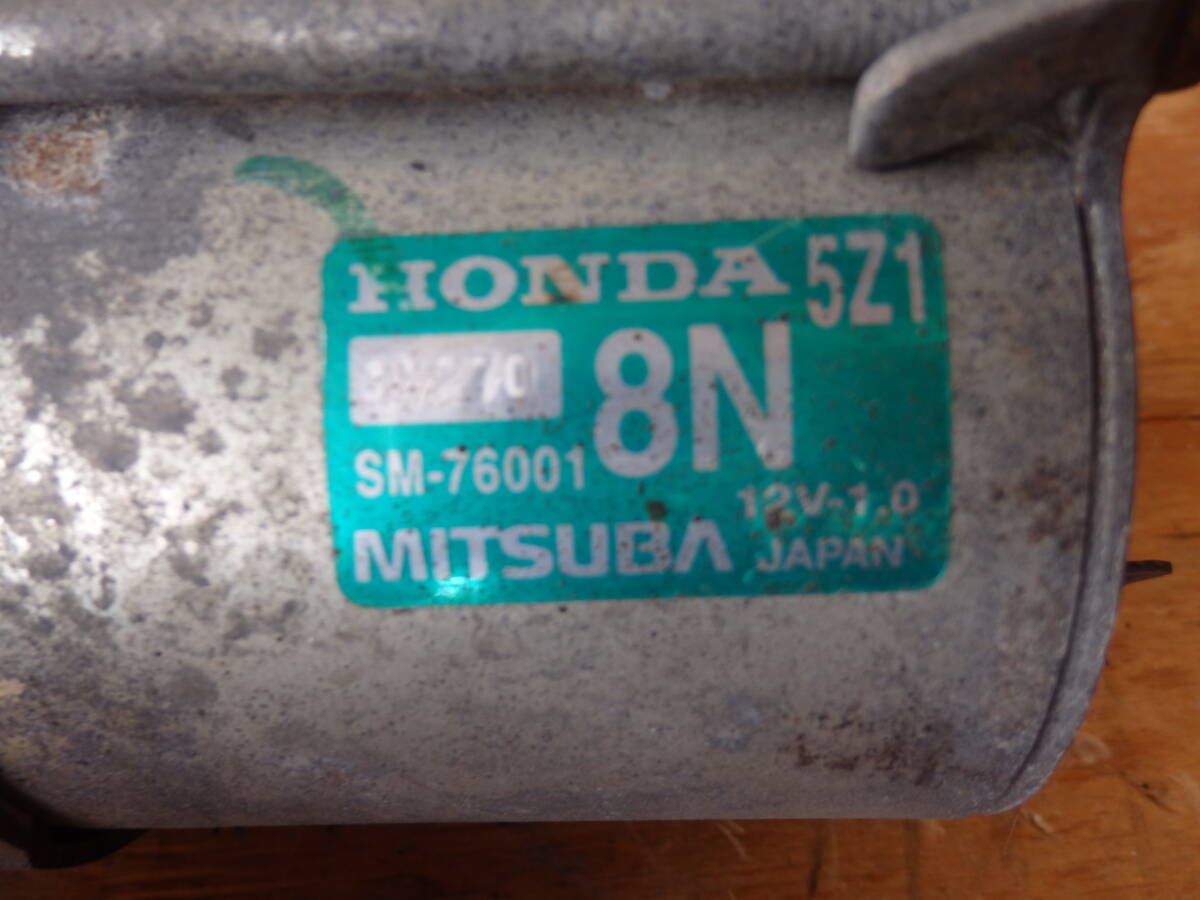 HONDA 5Z1
8N
SM-76001
12V-1.0
MITSUBA JAPAN